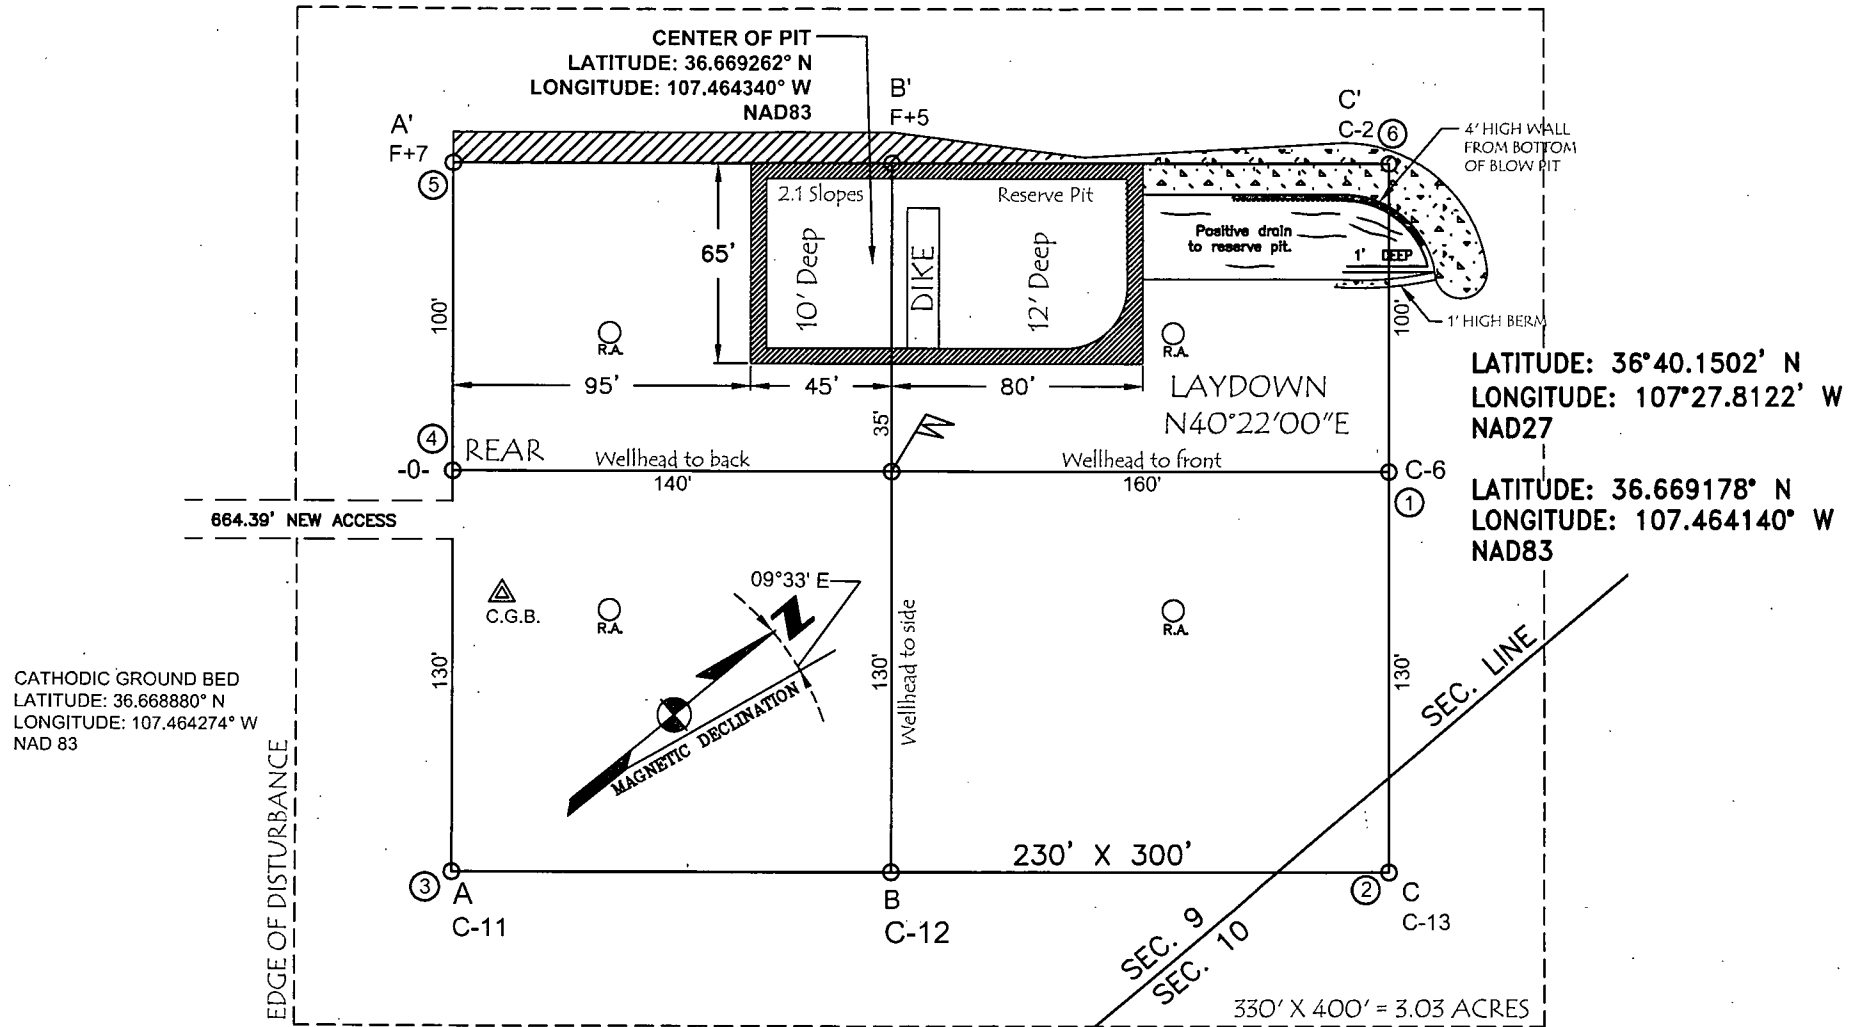 CENTER OF PIT
LATITUDE: 36.669262° N
LONGITUDE: 107.464340° W
NAD83
A'
F+7
5
B'
F+5
C'
C-2
6
4' HIGH WALL
FROM BOTTOM
OF BLOW PIT
2.1 Slopes
Reserve Pit
65'
10' Deep
DIKE
12' Deep
Positive drain
to reserve pit.
1' DEEP
1' HIGH BERM
100'
100'
R.A.
R.A.
95'
45'
80'
LAYDOWN
N40°22'00"E
35'
LATITUDE: 36°40.1502' N
LONGITUDE: 107°27.8122' W
NAD27
LATITUDE: 36.669178° N
LONGITUDE: 107.464140° W
NAD83
4
-0-
REAR
Wellhead to back
140'
Wellhead to front
160'
C-6
1
664.39' NEW ACCESS
C.G.B.
R.A.
R.A.
09°33' E
N
MAGNETIC DECLINATION
130'
130'
Wellhead to side
130'
CATHODIC GROUND BED
LATITUDE: 36.668880° N
LONGITUDE: 107.464274° W
NAD 83
EDGE OF DISTURBANCE
SEC. LINE
230' X 300'
3
A
C-11
B
C-12
2
C
C-13
SEC. 9
SEC. 10
330' X 400' = 3.03 ACRES